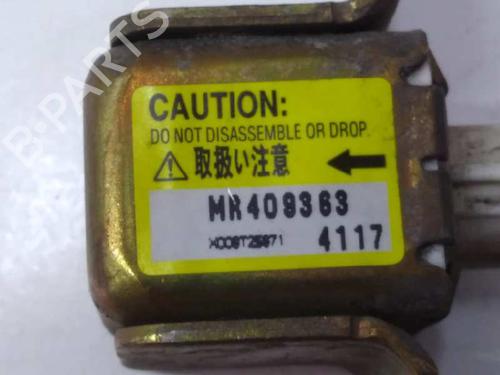 B-PARTS
CAUTION:
DO NOT DISASSEMBLE OR DROP.
取扱い注意
MR409363
4117